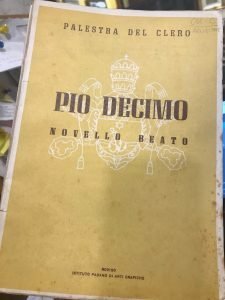 PALESTRA DEL CLERO
PIO DECIMO
NOVELLO BEATO
ROVIGO
ISTITUTO PADANO DI ARTI GRAFICHE